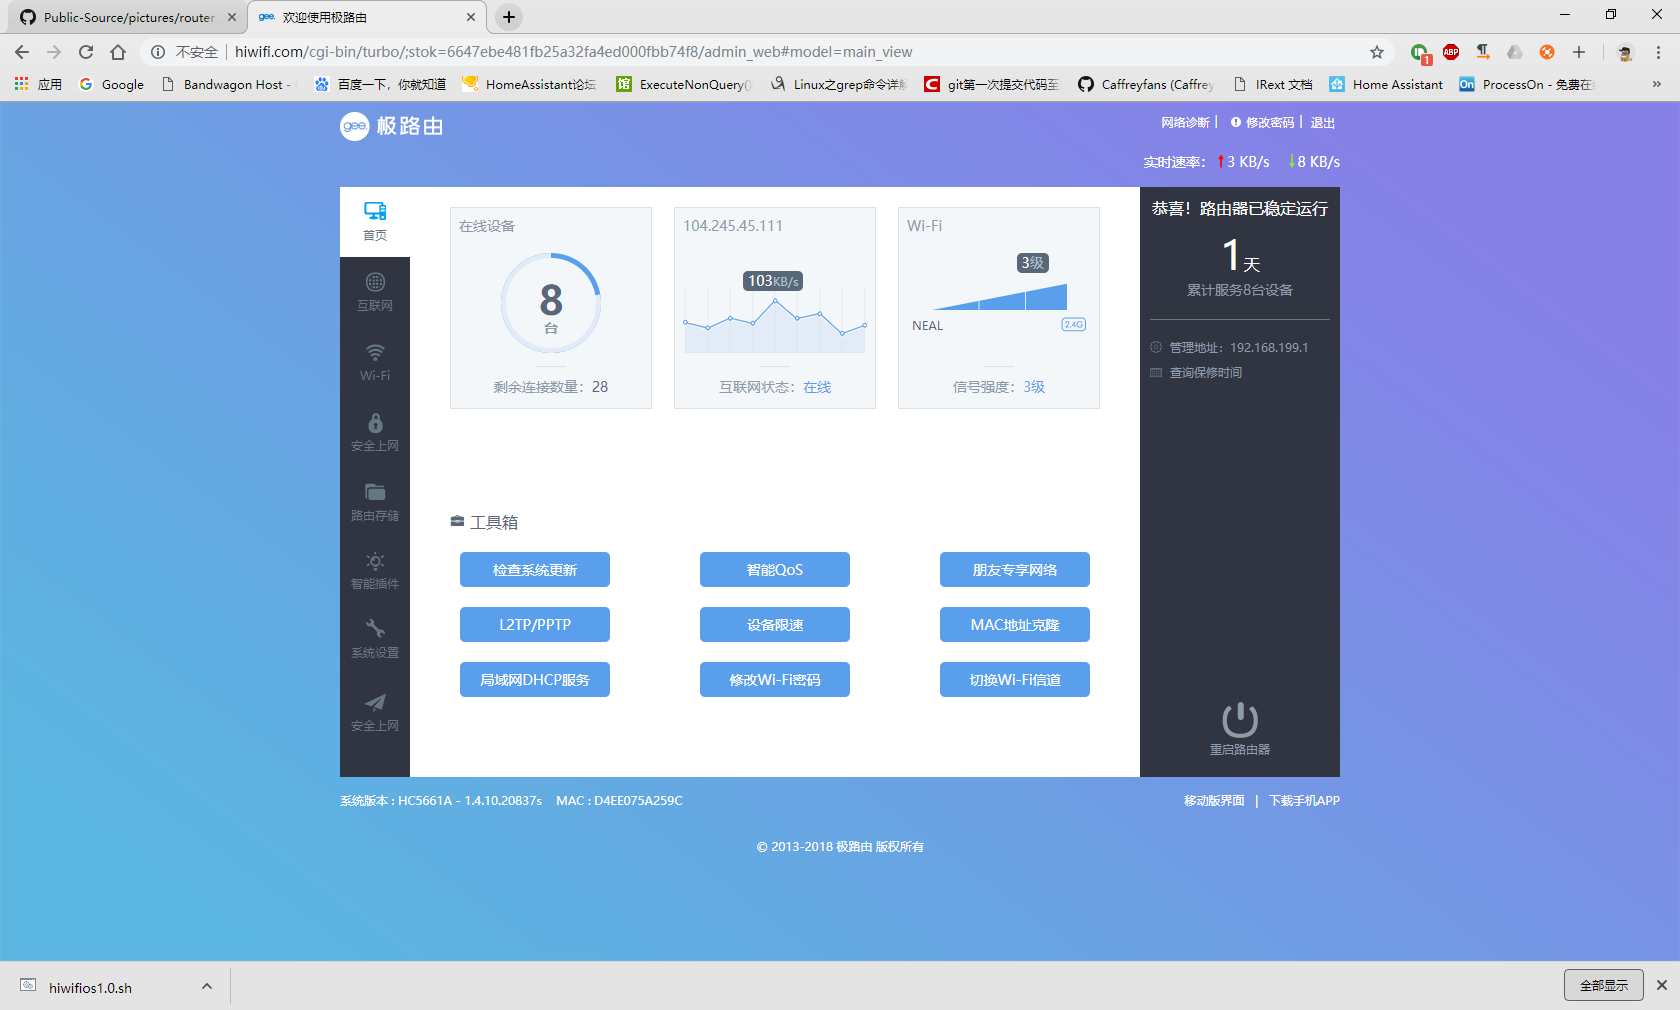 Public-Source/pictures/router
欢迎使用极路由
不安全 | hiwifi.com/cgi-bin/turbo/;stok=6647ebe481fb25a32fa4ed000fbb74f8/admin_web#model=main_view
1
ABP
应用
Google
Bandwagon Host -
百度一下，你就知道
HomeAssistant论坛
ExecuteNonQuery()
Linux之grep命令详解
git第一次提交代码至
Caffreyfans (Caffrey
IRext 文档
Home Assistant
On ProcessOn - 免费在
»
gee 极路由
网络诊断 | 修改密码 | 退出
实时速率： 3 KB/s 8 KB/s
首页
互联网
Wi-Fi
安全上网
路由存储
智能插件
系统设置
安全上网
在线设备
8
台
剩余连接数量：28
104.245.45.111
103KB/s
互联网状态：在线
Wi-Fi
3级
NEAL 2.4G
信号强度：3级
工具箱
检查系统更新 智能QoS 朋友专享网络
L2TP/PPTP 设备限速 MAC地址克隆
局域网DHCP服务 修改Wi-Fi密码 切换Wi-Fi信道
恭喜！路由器已稳定运行
1天
累计服务8台设备
管理地址：192.168.199.1
查询保修时间
重启路由器
系统版本 : HC5661A - 1.4.10.20837s MAC : D4EE075A259C
移动版界面 | 下载手机APP
© 2013-2018 极路由 版权所有
hiwifios1.0.sh
全部显示